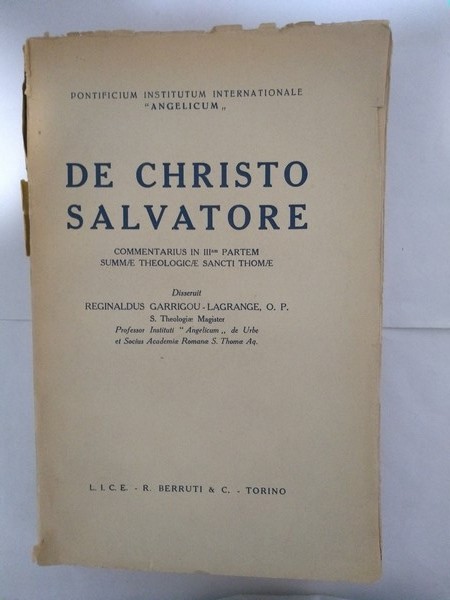 PONTIFICIUM INSTITUTUM INTERNATIONALE
"ANGELICUM„
DE CHRISTO
SALVATORE
COMMENTARIUS IN IIIam PARTEM
SUMMÆ THEOLOGICÆ SANCTI THOMÆ
Disseruit
REGINALDUS GARRIGOU-LAGRANGE, O. P.
S. Theologiæ Magister
Professor Instituti "Angelicum„ de Urbe
et Socius Academiæ Romanæ S. Thomæ Aq.
L. I. C. E. - R. BERRUTI & C. - TORINO